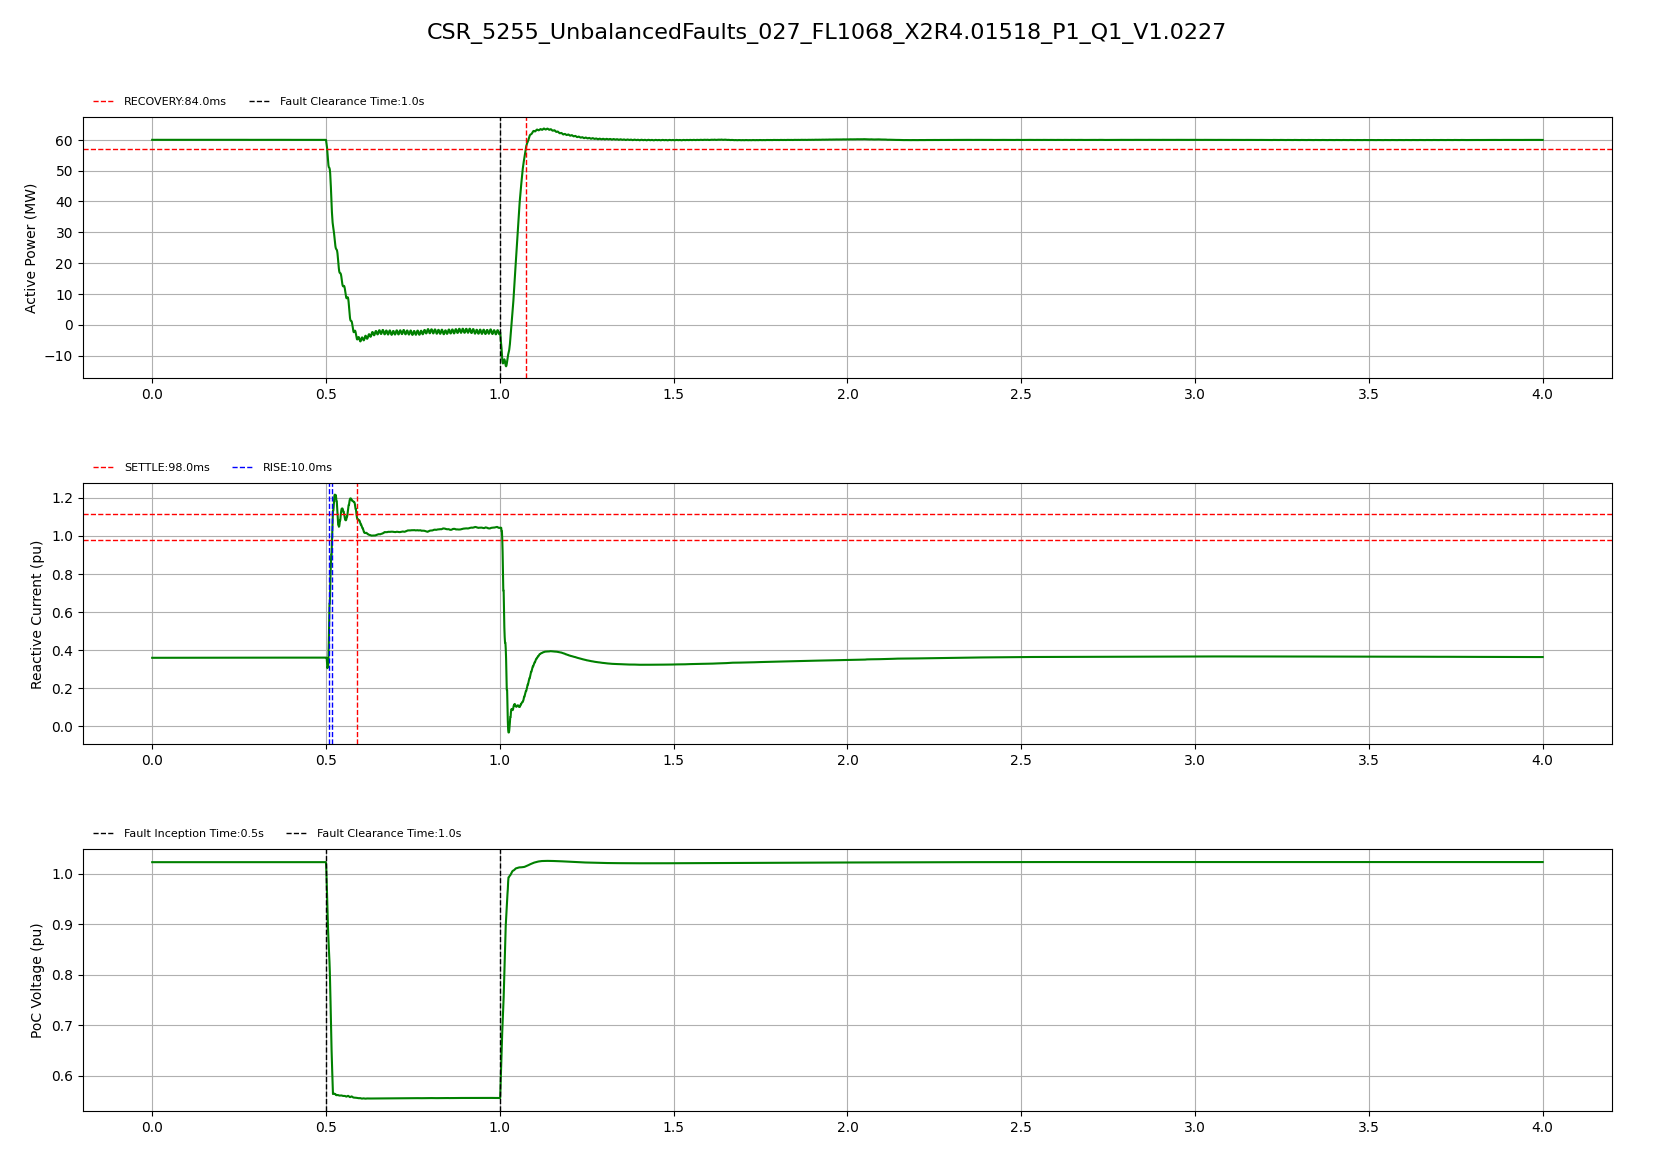 CSR_5255_UnbalancedFaults_027_FL1068_X2R4.01518_P1_Q1_V1.0227
RECOVERY:84.0ms Fault Clearance Time:1.0s
Active Power (MW)
60
50
40
30
20
10
0
−10
0.0 0.5 1.0 1.5 2.0 2.5 3.0 3.5 4.0
SETTLE:98.0ms RISE:10.0ms
Reactive Current (pu)
1.2
1.0
0.8
0.6
0.4
0.2
0.0
0.0 0.5 1.0 1.5 2.0 2.5 3.0 3.5 4.0
Fault Inception Time:0.5s Fault Clearance Time:1.0s
PoC Voltage (pu)
1.0
0.9
0.8
0.7
0.6
0.0 0.5 1.0 1.5 2.0 2.5 3.0 3.5 4.0